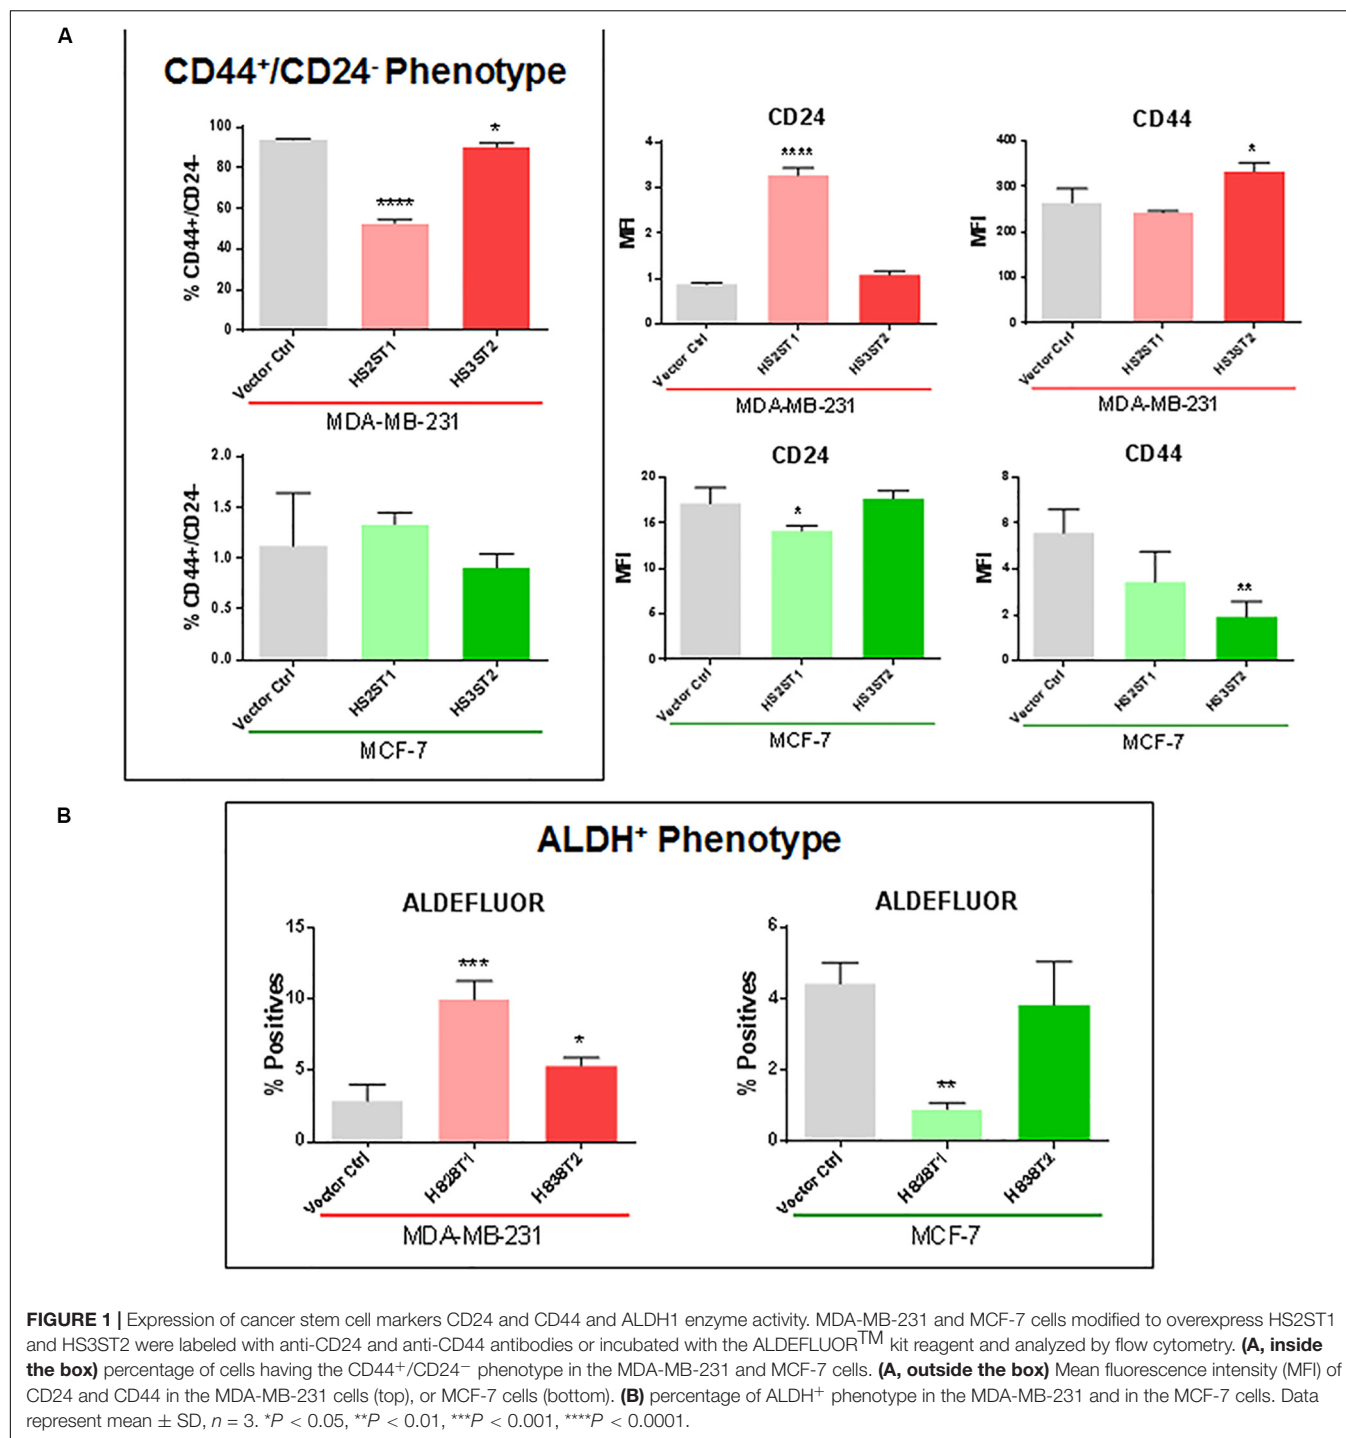 A
CD44+/CD24- Phenotype
% CD44+/CD24-
100
80
60
40
20
0
****
*
Vector Ctrl
HS2ST1
HS3ST2
MDA-MB-231
CD24
MFI
4
3
2
1
0
****
Vector Ctrl
HS2ST1
HS3ST2
MDA-MB-231
CD44
MFI
400
300
200
100
0
*
Vector Ctrl
HS2ST1
HS3ST2
MDA-MB-231
% CD44+/CD24-
2.0
1.5
1.0
0.5
0.0
Vector Ctrl
HS2ST1
HS3ST2
MCF-7
CD24
MFI
20
16
10
6
0
*
Vector Ctrl
HS2ST1
HS3ST2
MCF-7
CD44
MFI
8
6
4
2
0
**
Vector Ctrl
HS2ST1
HS3ST2
MCF-7
B
ALDH+ Phenotype
ALDEFLUOR
% Positives
15
10
5
0
***
*
Vector Ctrl
H828T1
H838T2
MDA-MB-231
ALDEFLUOR
% Positives
6
4
2
0
**
Vector Ctrl
H828T1
H838T2
MCF-7
FIGURE 1 | Expression of cancer stem cell markers CD24 and CD44 and ALDH1 enzyme activity. MDA-MB-231 and MCF-7 cells modified to overexpress HS2ST1
and HS3ST2 were labeled with anti-CD24 and anti-CD44 antibodies or incubated with the ALDEFLUOR™ kit reagent and analyzed by flow cytometry. (A, inside
the box) percentage of cells having the CD44+/CD24− phenotype in the MDA-MB-231 and MCF-7 cells. (A, outside the box) Mean fluorescence intensity (MFI) of
CD24 and CD44 in the MDA-MB-231 cells (top), or MCF-7 cells (bottom). (B) percentage of ALDH+ phenotype in the MDA-MB-231 and in the MCF-7 cells. Data
represent mean ± SD, n = 3. *P < 0.05, **P < 0.01, ***P < 0.001, ****P < 0.0001.